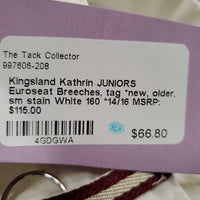 The Tack Collector
997606-208
Kingsland Kathrin JUNIORS
Euroseat Breeches, tag *new, older,
sm stain White 160 *14/16 MSRP:
$115.00
$66.80
4GDGWA